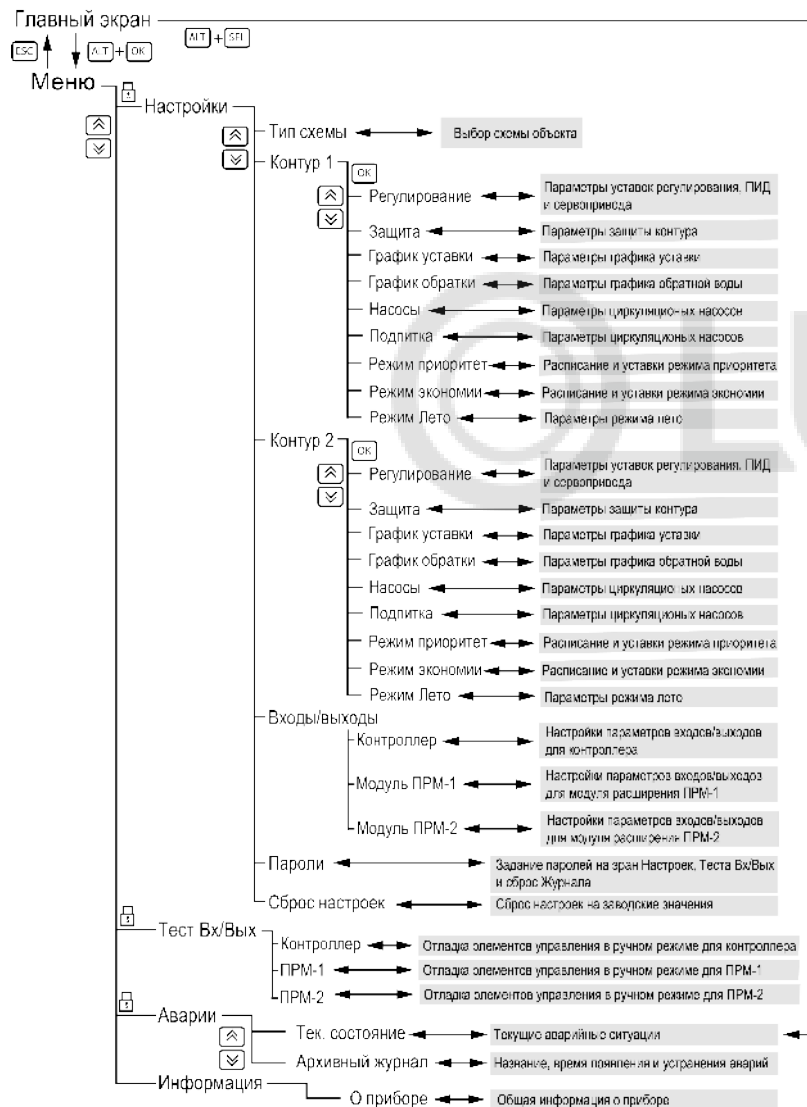 Главный экран
ESC ALT + OK ALT + SEL
Меню
Настройки
Тип схемы Выбор схемы объекта
Контур 1
OK
Регулирование Параметры уставок регулирования, ПИД
и сервопривода
Защита Параметры защиты контура
График уставки Параметры графика уставки
График обратки Параметры графика обратной воды
Насосы Параметры циркуляционых насосов
Подпитка Параметры циркуляционых насосов
Режим приоритет Расписание и уставки режима приоритета
Режим экономии Расписание и уставки режима экономии
Режим Лето Параметры режима лето
Контур 2
OK
Регулирование Параметры уставок регулирования, ПИД
и сервопривода
Защита Параметры защиты контура
График уставки Параметры графика уставки
График обратки Параметры графика обратной воды
Насосы Параметры циркуляционых насосов
Подпитка Параметры циркуляционых насосов
Режим приоритет Расписание и уставки режима приоритета
Режим экономии Расписание и уставки режима экономии
Режим Лето Параметры режима лето
Входы/выходы
Контроллер Настройки параметров входов/выходов
для контроллера
Модуль ПРМ-1 Настройки параметров входов/выходов
для модуля расширения ПРМ-1
Модуль ПРМ-2 Настройки параметров входов/выходов
для модуля расширения ПРМ-2
Пароли Задание паролей на эран Настроек, Теста Вх/Вых
и сброс Журнала
Сброс настроек Сброс настроек на заводские значения
Тест Вх/Вых
Контроллер Отладка элементов управления в ручном режиме для контроллера
ПРМ-1 Отладка элементов управления в ручном режиме для ПРМ-1
ПРМ-2 Отладка элементов управления в ручном режиме для ПРМ-2
Аварии
Тек. состояние Текущие аварийные ситуации
Архивный журнал Название, время появления и устранения аварий
Информация
О приборе Общая информация о приборе